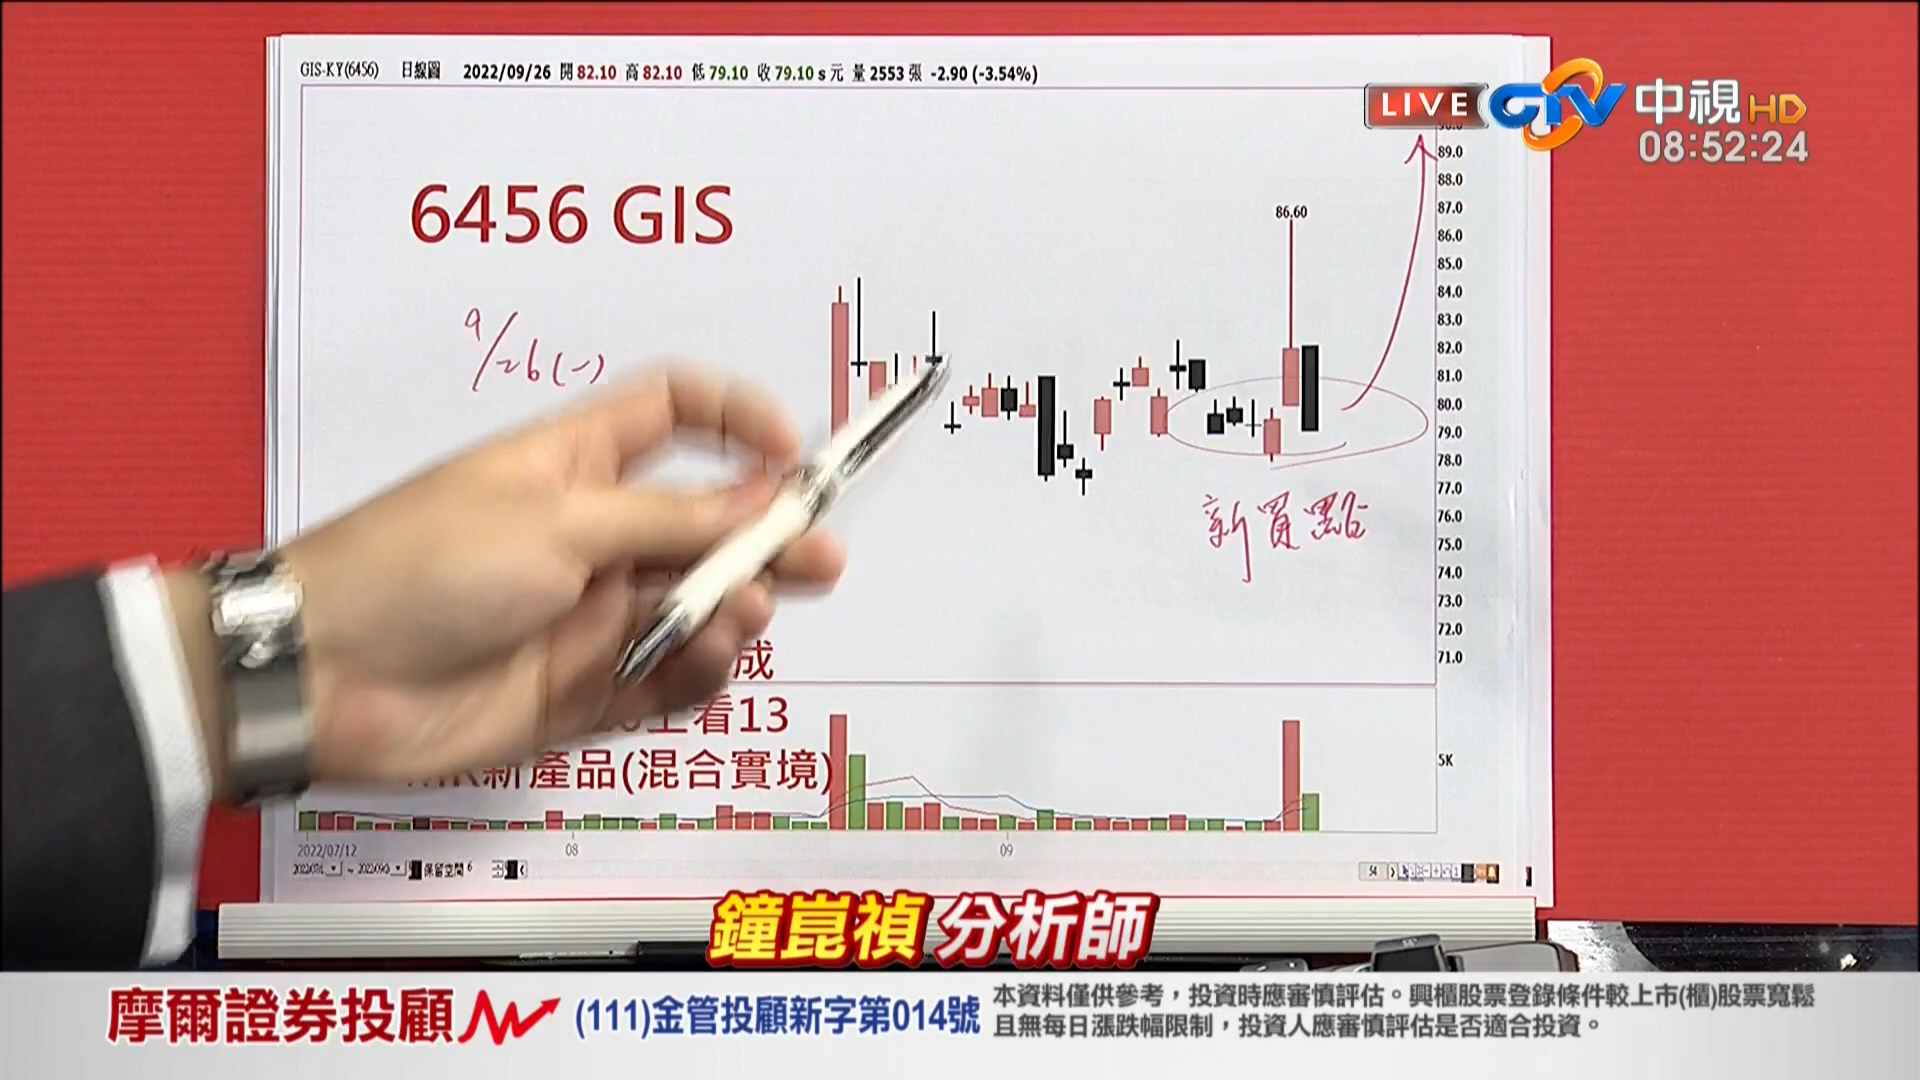 GIS-KY(6456) 日線圖 2022/09/26 開 82.10 高 82.10 低 79.10 收 79.10 s 元 量 2553 張 -2.90 (-3.54%)
LIVE CTV 中視 HD
08:52:24
6456 GIS
9/26(一)
86.60
89.0
88.0
87.0
86.0
85.0
84.0
83.0
82.0
81.0
80.0
79.0
78.0
77.0
76.0
75.0
74.0
73.0
72.0
71.0
新買點
成
上看13
新產品(混合實境)
5K
2022/07/12 08 09
保留空間 6
54
鐘崑禎 分析師
摩爾證券投顧 (111)金管投顧新字第014號
本資料僅供參考，投資時應審慎評估。興櫃股票登錄條件較上市(櫃)股票寬鬆
且無每日漲跌幅限制，投資人應審慎評估是否適合投資。